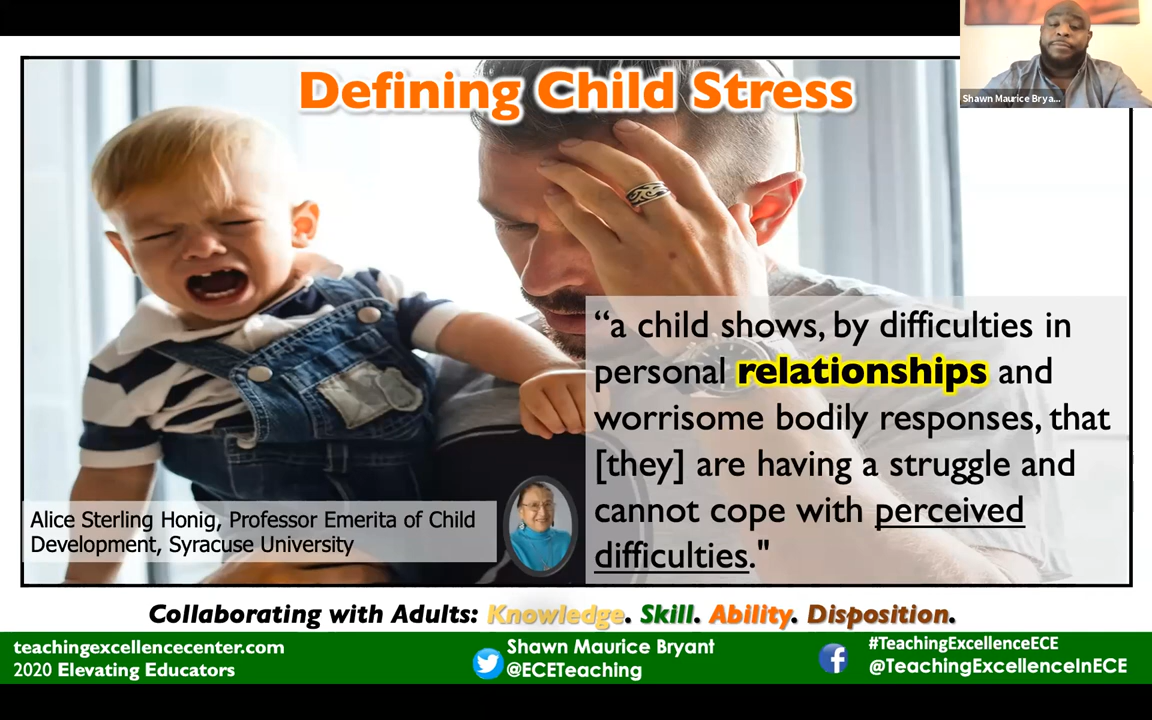 Defining Child Stress
Shawn Maurice Brya...
“a child shows, by difficulties in
personal relationships and
worrisome bodily responses, that
[they] are having a struggle and
cannot cope with perceived
difficulties."
Alice Sterling Honig, Professor Emerita of Child
Development, Syracuse University
Collaborating with Adults: Knowledge. Skill. Ability. Disposition.
teachingexcellencecenter.com
2020 Elevating Educators
Shawn Maurice Bryant
@ECETeaching
#TeachingExcellenceECE
@TeachingExcellenceInECE